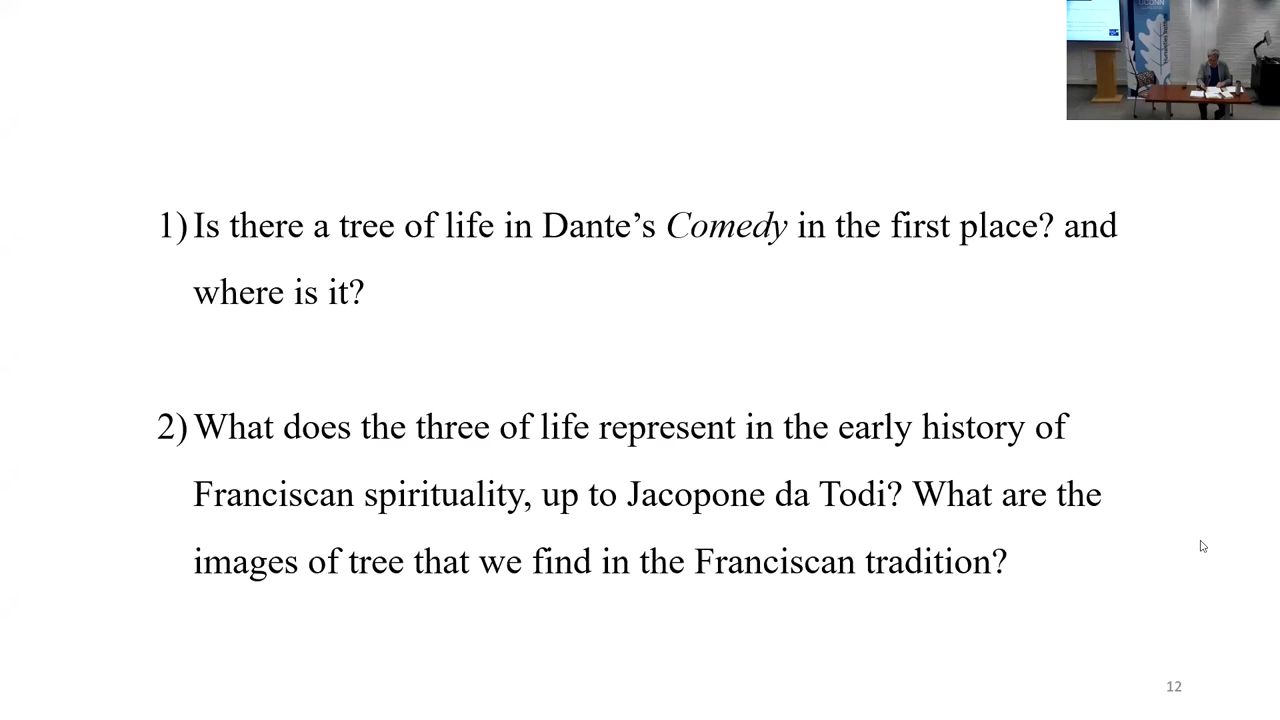 UCONN
1) Is there a tree of life in Dante’s Comedy in the first place? and
where is it?
2) What does the three of life represent in the early history of
Franciscan spirituality, up to Jacopone da Todi? What are the
images of tree that we find in the Franciscan tradition?
12